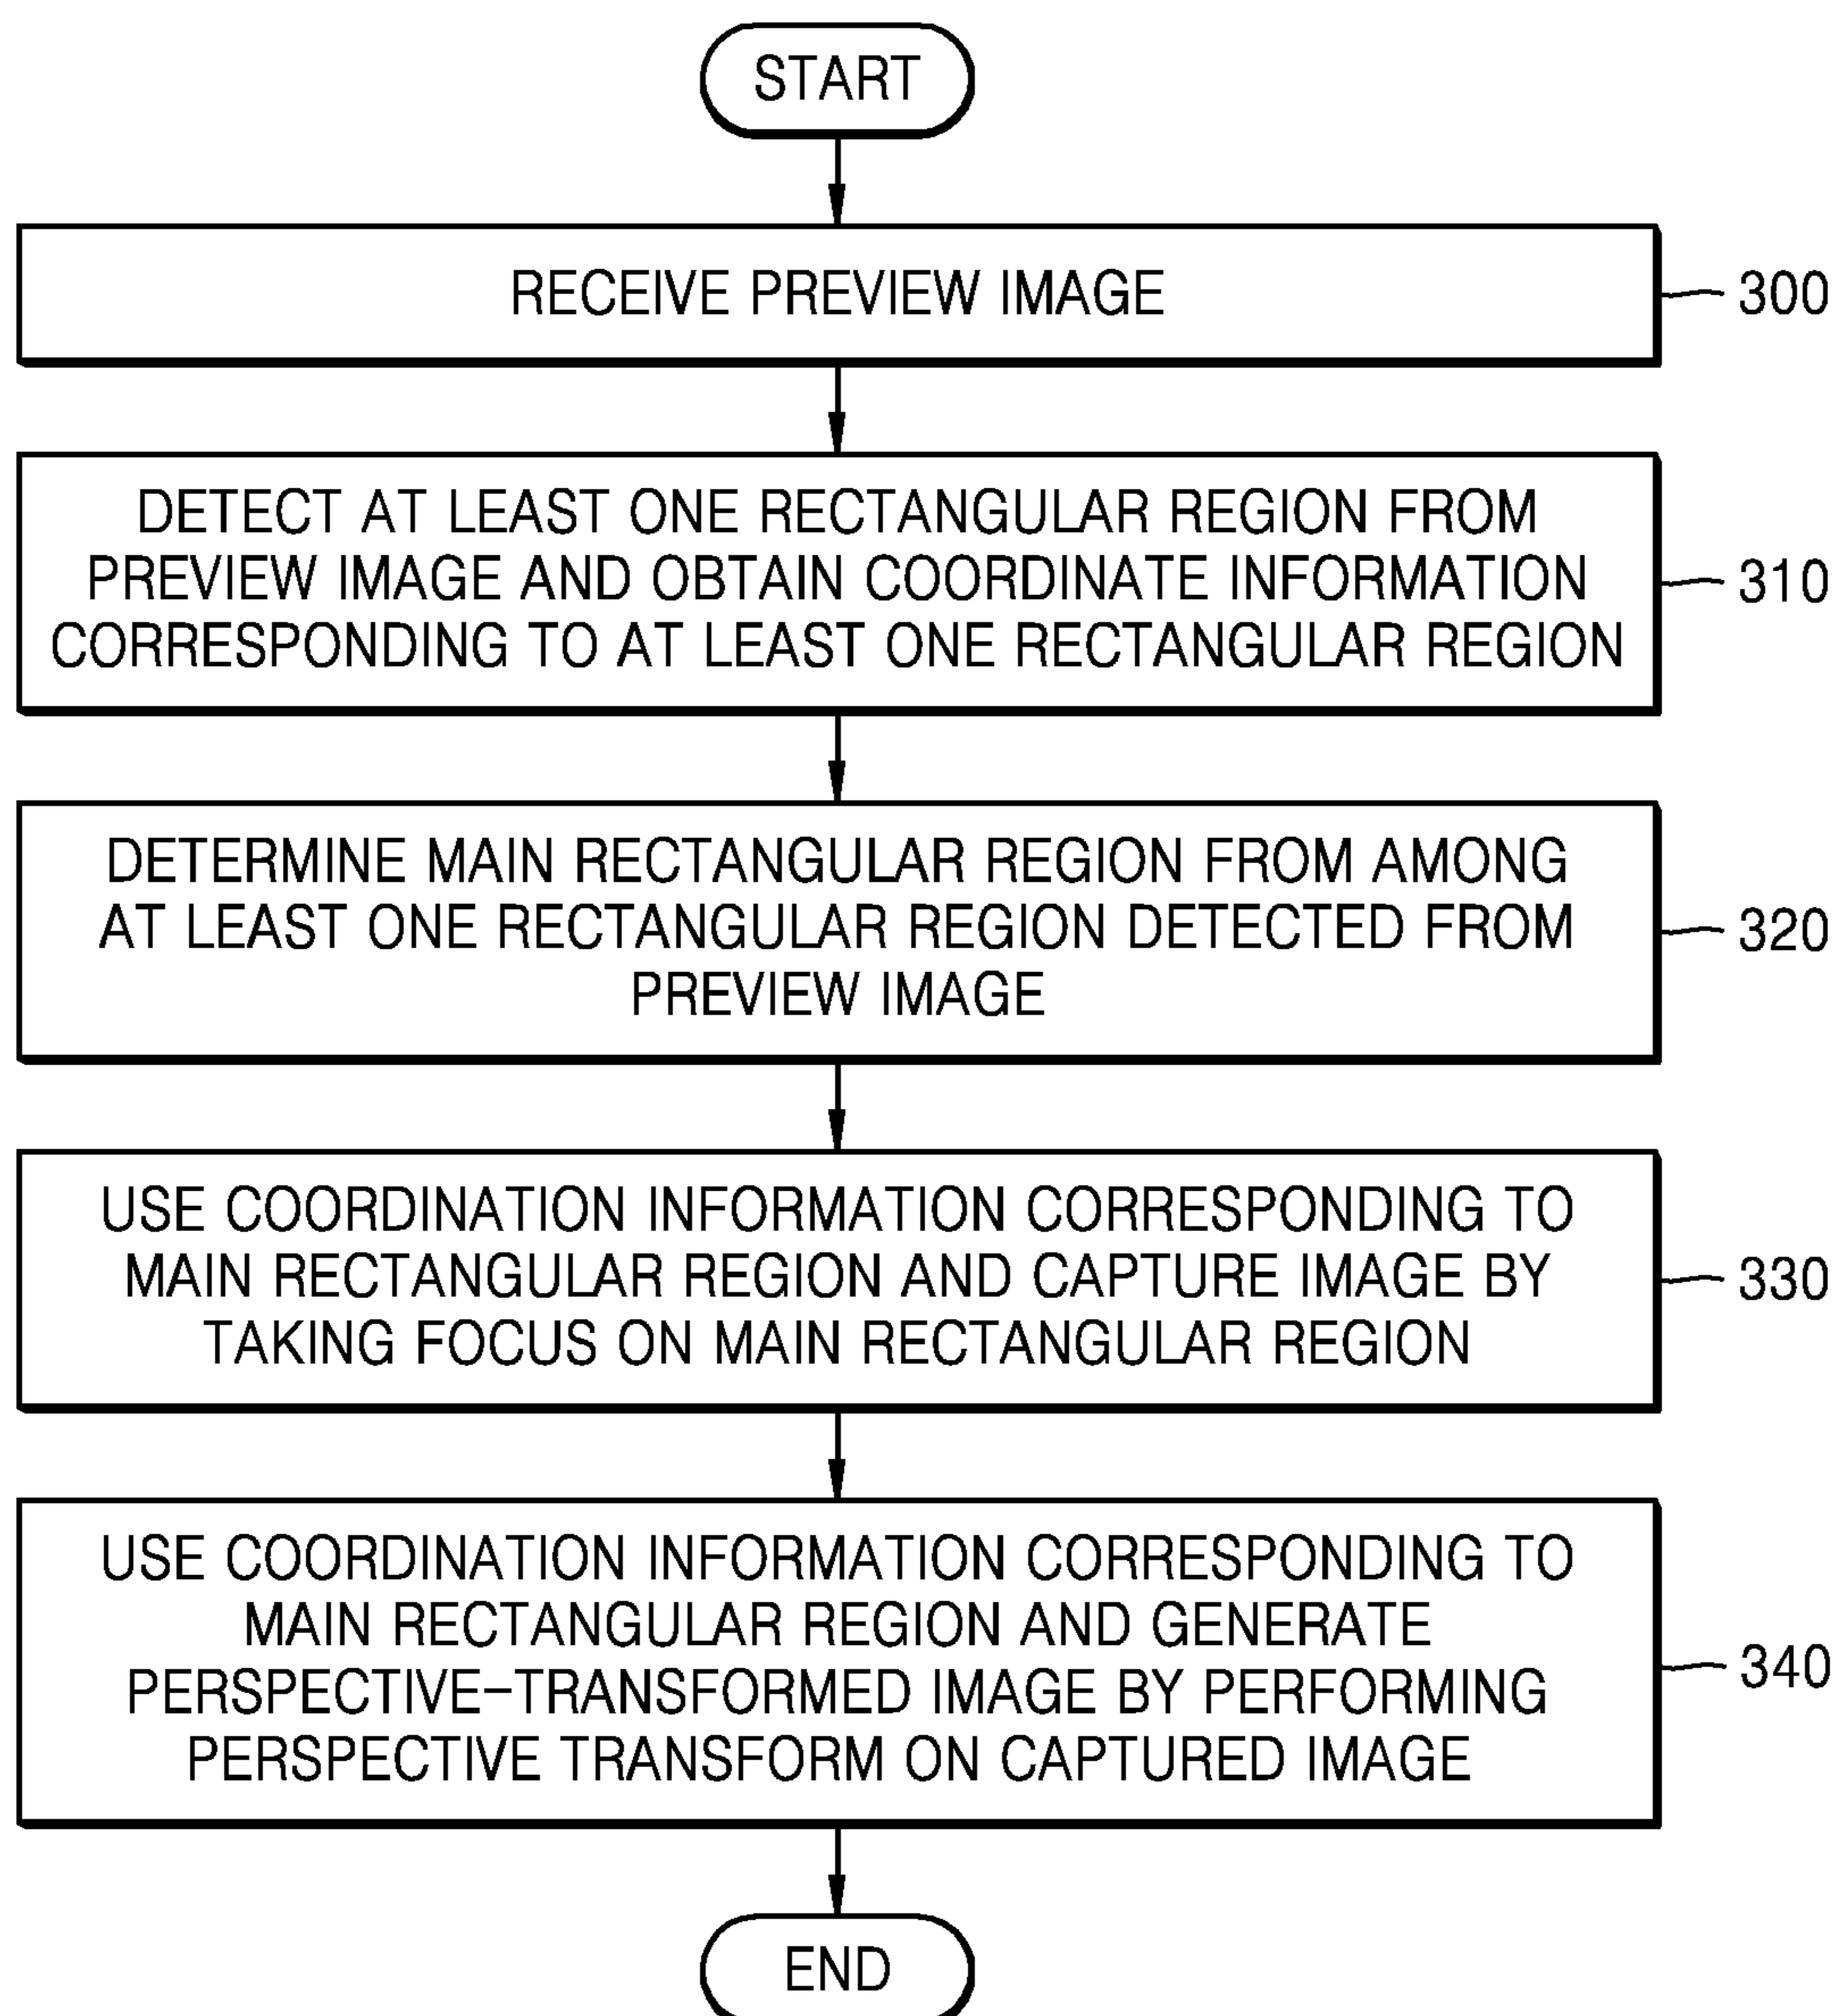 START
RECEIVE PREVIEW IMAGE
300
DETECT AT LEAST ONE RECTANGULAR REGION FROM
PREVIEW IMAGE AND OBTAIN COORDINATE INFORMATION
CORRESPONDING TO AT LEAST ONE RECTANGULAR REGION
310
DETERMINE MAIN RECTANGULAR REGION FROM AMONG
AT LEAST ONE RECTANGULAR REGION DETECTED FROM
PREVIEW IMAGE
320
USE COORDINATION INFORMATION CORRESPONDING TO
MAIN RECTANGULAR REGION AND CAPTURE IMAGE BY
TAKING FOCUS ON MAIN RECTANGULAR REGION
330
USE COORDINATION INFORMATION CORRESPONDING TO
MAIN RECTANGULAR REGION AND GENERATE
PERSPECTIVE-TRANSFORMED IMAGE BY PERFORMING
PERSPECTIVE TRANSFORM ON CAPTURED IMAGE
340
END